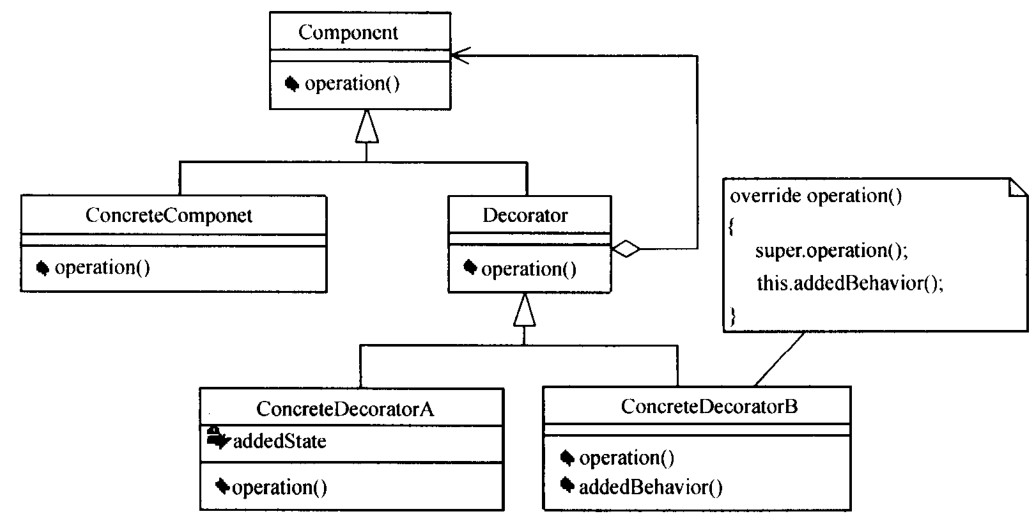 Component
operation()
ConcreteComponet
operation()
Decorator
operation()
override operation()
{
super.operation();
this.addedBehavior();
}
ConcreteDecoratorA
addedState
operation()
ConcreteDecoratorB
operation()
addedBehavior()